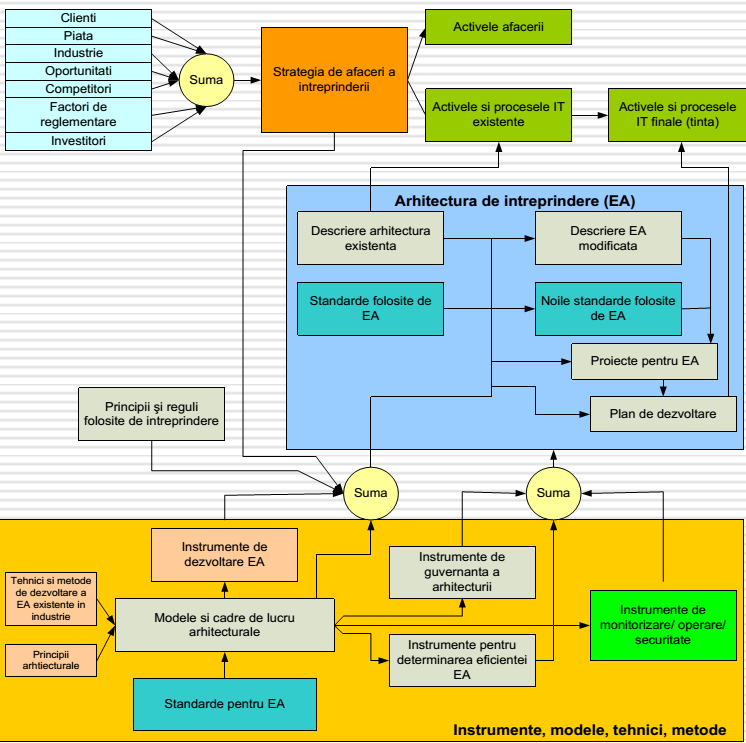 Clienti
Piata
Industrie
Oportunitati
Competitori
Factori de
reglementare
Investitori
Suma
Strategia de afaceri a
intreprinderii
Activele afacerii
Activele si procesele IT
existente
Activele si procesele
IT finale (tinta)
Arhitectura de intreprindere (EA)
Descriere arhitectura
existenta
Descriere EA
modificata
Standarde folosite de
EA
Noile standarde folosite
de EA
Proiecte pentru EA
Plan de dezvoltare
Principii şi reguli
folosite de intreprindere
Suma
Suma
Instrumente de
dezvoltare EA
Instrumente de
guvernanta a
arhitecturii
Tehnici si metode
de dezvoltare a
EA existente in
industrie
Modele si cadre de lucru
arhitecturale
Instrumente de
monitorizare/ operare/
securitate
Principii
arhtiecturale
Instrumente pentru
determinarea eficientei
EA
Standarde pentru EA
Instrumente, modele, tehnici, metode